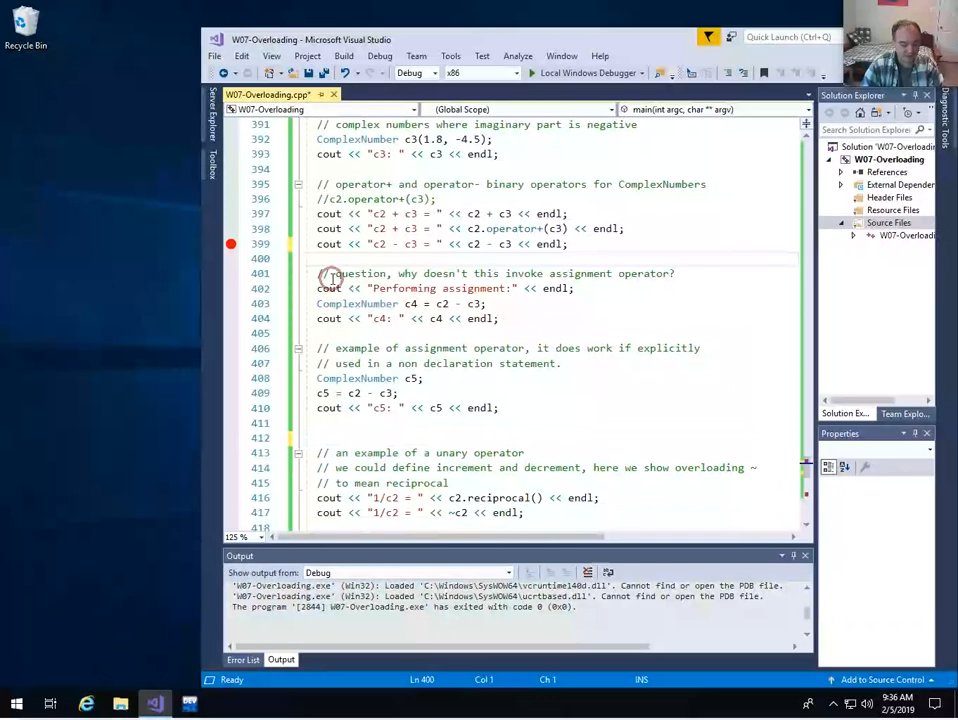 Recycle Bin
W07-Overloading - Microsoft Visual Studio
Quick Launch (Ctrl+Q)
File Edit View Project Build Debug Team Tools Test Analyze Window Help
Debug x86 Local Windows Debugger
Server Explorer
Toolbox
W07-Overloading.cpp*
W07-Overloading (Global Scope) main(int argc, char ** argv)
391 // complex numbers where imaginary part is negative
392 ComplexNumber c3(1.8, -4.5);
393 cout << "c3: " << c3 << endl;
394
395 // operator+ and operator- binary operators for ComplexNumbers
396 //c2.operator+(c3);
397 cout << "c2 + c3 = " << c2 + c3 << endl;
398 cout << "c2 + c3 = " << c2.operator+(c3) << endl;
399 cout << "c2 - c3 = " << c2 - c3 << endl;
400
401 // question, why doesn't this invoke assignment operator?
402 cout << "Performing assignment:" << endl;
403 ComplexNumber c4 = c2 - c3;
404 cout << "c4: " << c4 << endl;
405
406 // example of assignment operator, it does work if explicitly
407 // used in a non declaration statement.
408 ComplexNumber c5;
409 c5 = c2 - c3;
410 cout << "c5: " << c5 << endl;
411
412
413 // an example of a unary operator
414 // we could define increment and decrement, here we show overloading ~
415 // to mean reciprocal
416 cout << "1/c2 = " << c2.reciprocal() << endl;
417 cout << "1/c2 = " << ~c2 << endl;
418
125 %
Solution Explorer
Search Solution Explorer
Solution 'W07-Overloadin
W07-Overloading
References
External Dependen
Header Files
Resource Files
Source Files
W07-Overloadi
Solution Ex... Team Explo...
Properties
Diagnostic Tools
Output
Show output from: Debug
'W07-Overloading.exe' (Win32): Loaded 'C:\Windows\SysWOW64\vcruntime140d.dll'. Cannot find or open the PDB file.
'W07-Overloading.exe' (Win32): Loaded 'C:\Windows\SysWOW64\ucrtbased.dll'. Cannot find or open the PDB file.
The program '[2844] W07-Overloading.exe' has exited with code 0 (0x0).
Error List Output
Ready Ln 400 Col 1 Ch 1 INS Add to Source Control
DEV
9:36 AM
2/5/2019